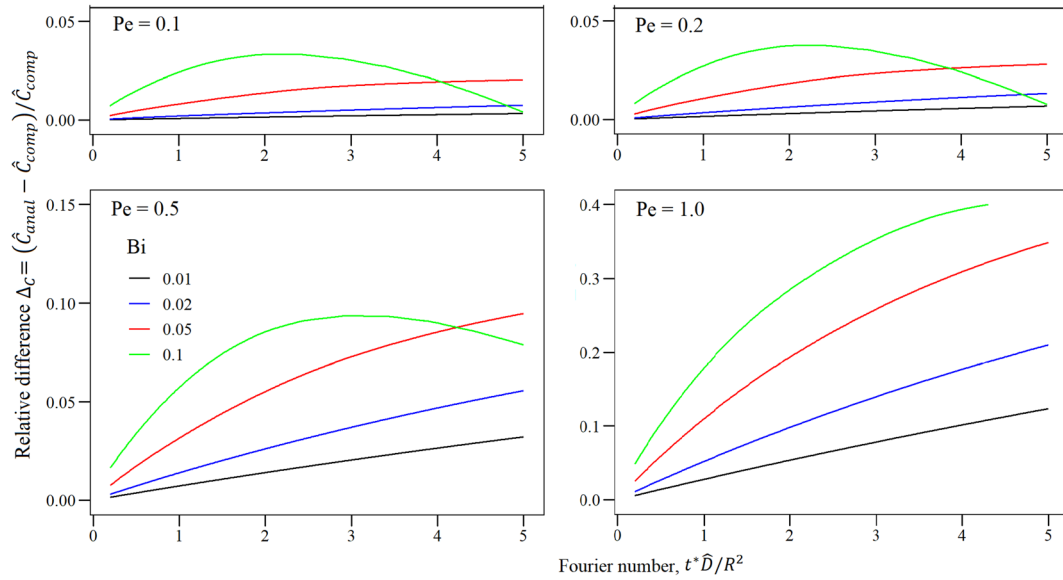 Relative difference Δ_C= (Ĉ_anal − Ĉ_comp)/Ĉ_comp
Pe = 0.1
0.05
0.00
0 1 2 3 4 5
Pe = 0.2
0.05
0.00
0 1 2 3 4 5
Pe = 0.5
0.15
0.10
0.05
0.00
Bi
0.01
0.02
0.05
0.1
0 1 2 3 4 5
Pe = 1.0
0.4
0.3
0.2
0.1
0.0
0 1 2 3 4 5
Fourier number, t*D̂/R²